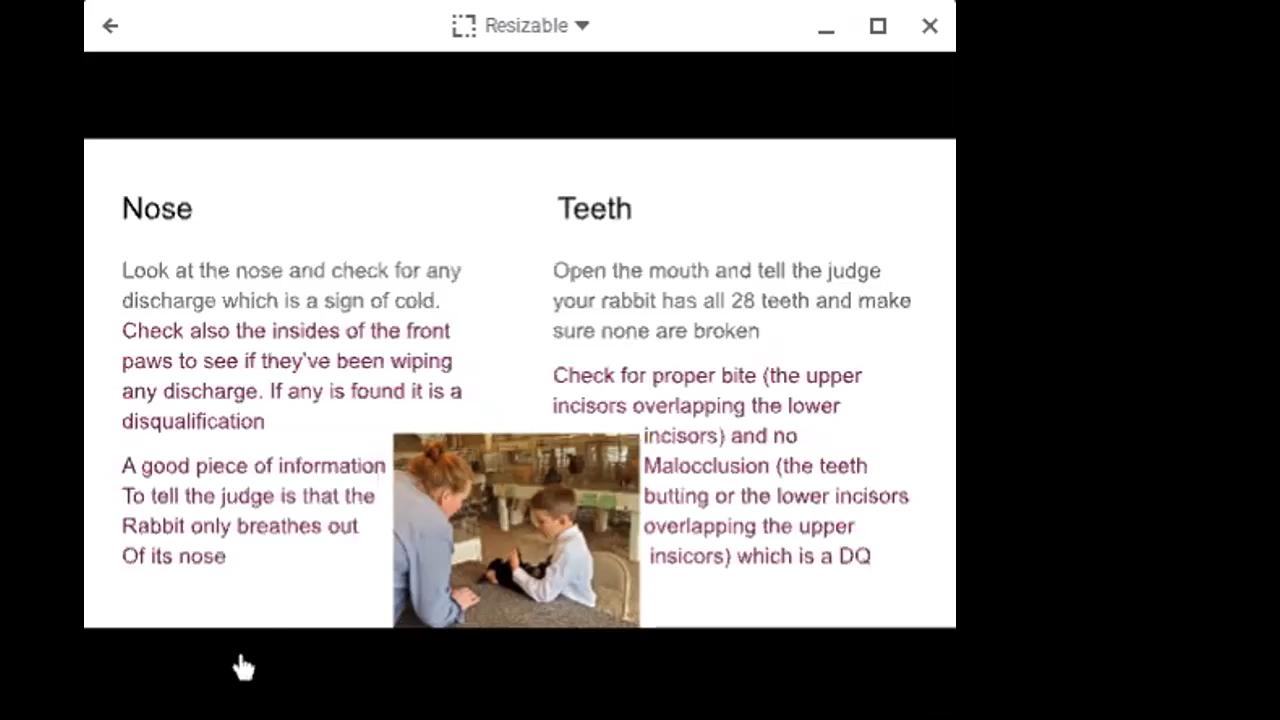 Resizable
Nose
Look at the nose and check for any
discharge which is a sign of cold.
Check also the insides of the front
paws to see if they've been wiping
any discharge. If any is found it is a
disqualification
A good piece of information
To tell the judge is that the
Rabbit only breathes out
Of its nose
Teeth
Open the mouth and tell the judge
your rabbit has all 28 teeth and make
sure none are broken
Check for proper bite (the upper
incisors overlapping the lower
incisors) and no
Malocclusion (the teeth
butting or the lower incisors
overlapping the upper
insicors) which is a DQ